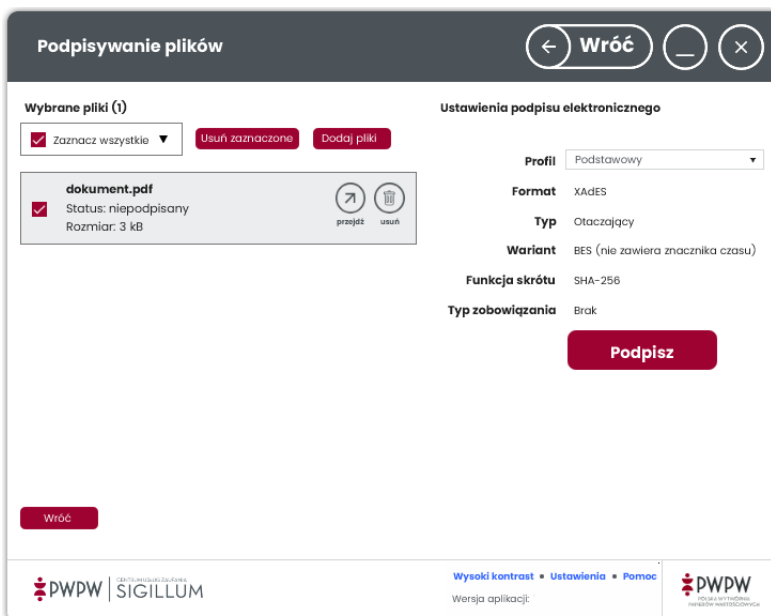 Podpisywanie plików
Wróć
Wybrane pliki (1)
Zaznacz wszystkie
Usuń zaznaczone
Dodaj pliki
dokument.pdf
Status: niepodpisany
Rozmiar: 3 kB
przejdź
usuń
Ustawienia podpisu elektronicznego
Profil Podstawowy
Format XAdES
Typ Otaczający
Wariant BES (nie zawiera znacznika czasu)
Funkcja skrótu SHA-256
Typ zobowiązania Brak
Podpisz
Wróć
PWPW
CENTRUM USŁUG ZAUFANIA
SIGILLUM
Wysoki kontrast • Ustawienia • Pomoc
Wersja aplikacji:
PWPW
POLSKA WYTWÓRNIA
PAPIERÓW WARTOŚCIOWYCH